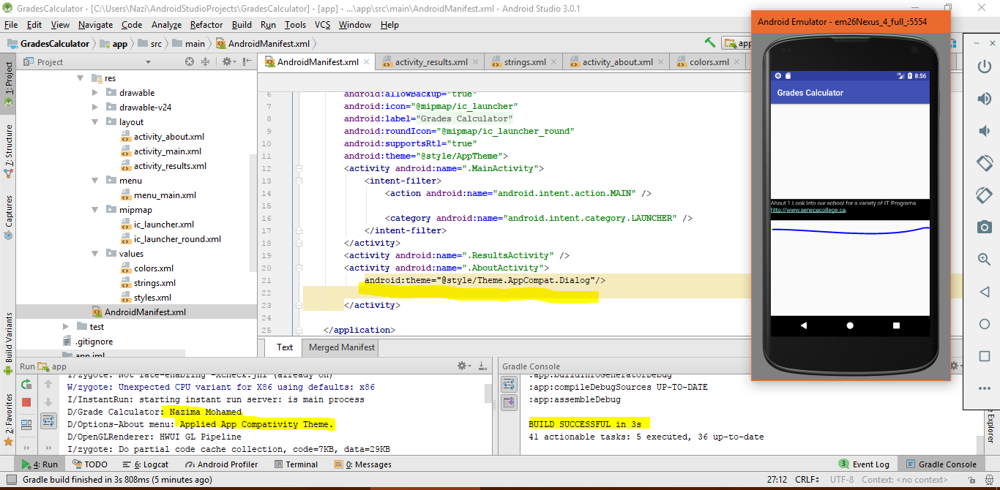 GradesCalculator - [C:\Users\Nazi\AndroidStudioProjects\GradesCalculator] - [app] - ...\app\src\main\AndroidManifest.xml - Android Studio 3.0.1
File Edit View Navigate Code Analyze Refactor Build Run Tools VCS Window Help
GradesCalculator app src main AndroidManifest.xml
app
Project
AndroidManifest.xml activity_results.xml strings.xml activity_about.xml colors.xml
1: Project
7: Structure
Captures
Build Variants
2: Favorites
res
drawable
drawable-v24
layout
activity_about.xml
activity_main.xml
activity_results.xml
menu
menu_main.xml
mipmap
ic_launcher.xml
ic_launcher_round.xml
values
colors.xml
strings.xml
styles.xml
AndroidManifest.xml
test
.gitignore
app.iml
6 android:allowBackup="true"
7 android:icon="@mipmap/ic_launcher"
8 android:label="Grades Calculator"
9 android:roundIcon="@mipmap/ic_launcher_round"
10 android:supportsRtl="true"
11 android:theme="@style/AppTheme">
12 <activity android:name=".MainActivity">
13 <intent-filter>
14 <action android:name="android.intent.action.MAIN" />
15
16 <category android:name="android.intent.category.LAUNCHER" />
17 </intent-filter>
18 </activity>
19 <activity android:name=".ResultsActivity" />
20 <activity android:name=".AboutActivity">
21 android:theme="@style/Theme.AppCompat.Dialog"/>
22
23 </activity>
24
25 </application>
Text Merged Manifest
Android Emulator - em26Nexus_4_full_:5554
8:56
Grades Calculator
About 1.Look into our school for a variety of IT Programs
http://www.senecacollege.ca.
Run app
I/zygote: Not late-enabling -Xcheck:jni (already on)
W/zygote: Unexpected CPU variant for X86 using defaults: x86
I/InstantRun: starting instant run server: is main process
D/Grade Calculator: Nazima Mohamed
D/Options-About menu: Applied App Compativity Theme.
D/OpenGLRenderer: HWUI GL Pipeline
I/zygote: Do partial code cache collection, code=7KB, data=29KB
Gradle Console
:app:buildInfoGeneratorDebug
:app:compileDebugSources UP-TO-DATE
:app:assembleDebug
BUILD SUCCESSFUL in 3s
41 actionable tasks: 5 executed, 36 up-to-date
Explorer
4: Run TODO 6: Logcat Android Profiler Terminal 0: Messages 3 Event Log Gradle Console
Gradle build finished in 3s 808ms (5 minutes ago) 27:12 CRLF UTF-8 Context: <no context>